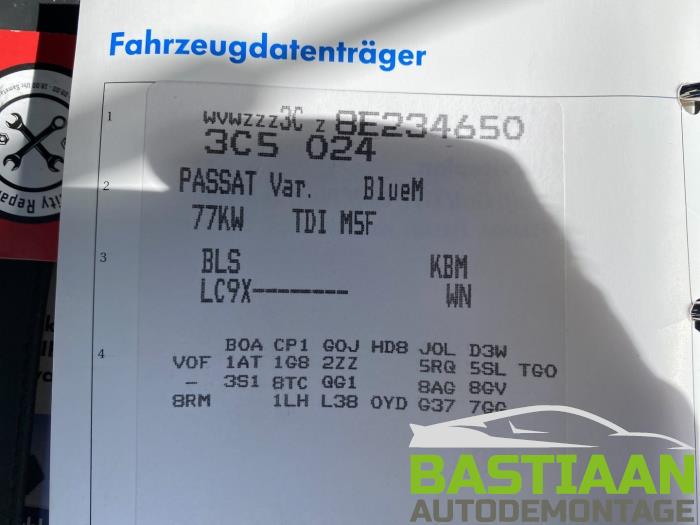 Fahrzeugdatenträger
1
WVWZZZ3C Z 8E234650
3C5 024
2
PASSAT Var. BlueM
77KW TDI M5F
3
BLS KBM
LC9X------- WN
4
BOA CP1 GOJ HD8 JOL D3W
VOF 1AT 1G8 2ZZ 5RQ 5SL TGO
- 3S1 8TC QG1 8AG 8GV
8RM 1LH L38 OYD G37 7GG
BASTIAAN
AUTODEMONTAGE